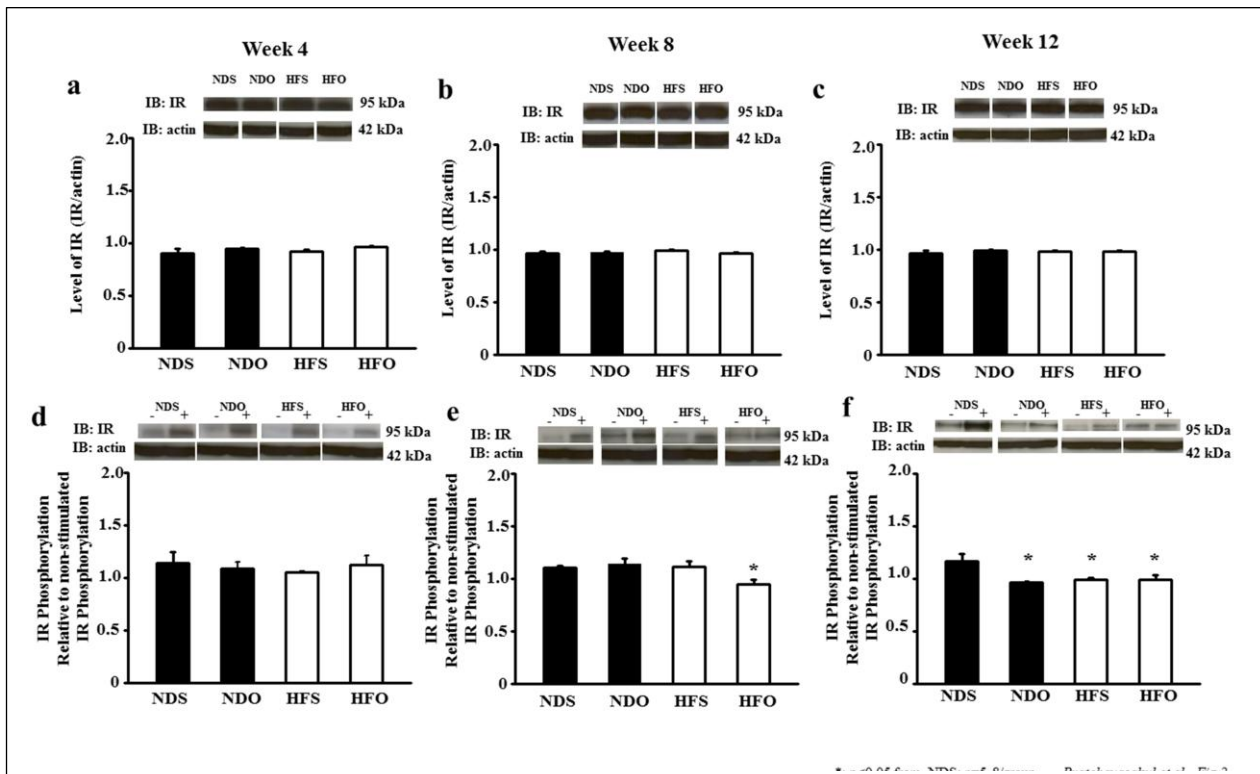 Week 4
Week 8
Week 12
a
NDS NDO HFS HFO
IB: IR 95 kDa
IB: actin 42 kDa
Level of IR (IR/actin)
2.0
1.5
1.0
0.5
0
NDS NDO HFS HFO
b
NDS NDO HFS HFO
IB: IR 95 kDa
IB: actin 42 kDa
Level of IR (IR/actin)
2.0
1.5
1.0
0.5
0
NDS NDO HFS HFO
c
NDS NDO HFS HFO
IB: IR 95 kDa
IB: actin 42 kDa
Level of IR (IR/actin)
2.0
1.5
1.0
0.5
0
NDS NDO HFS HFO
d
NDS NDO HFS HFO
- + - + - + - +
IB: IR 95 kDa
IB: actin 42 kDa
IR Phosphorylation
Relative to non-stimulated
IR Phosphorylation
2.0
1.5
1.0
0.5
0
NDS NDO HFS HFO
e
NDS NDO HFS HFO
- + - + - + - +
IB: IR 95 kDa
IB: actin 42 kDa
IR Phosphorylation
Relative to non-stimulated
IR Phosphorylation
2.0
1.5
1.0
0.5
0
*
NDS NDO HFS HFO
f
NDS NDO HFS HFO
- + - + - + - +
IB: IR 95 kDa
IB: actin 42 kDa
IR Phosphorylation
Relative to non-stimulated
IR Phosphorylation
2.0
1.5
1.0
0.5
0
* * *
NDS NDO HFS HFO